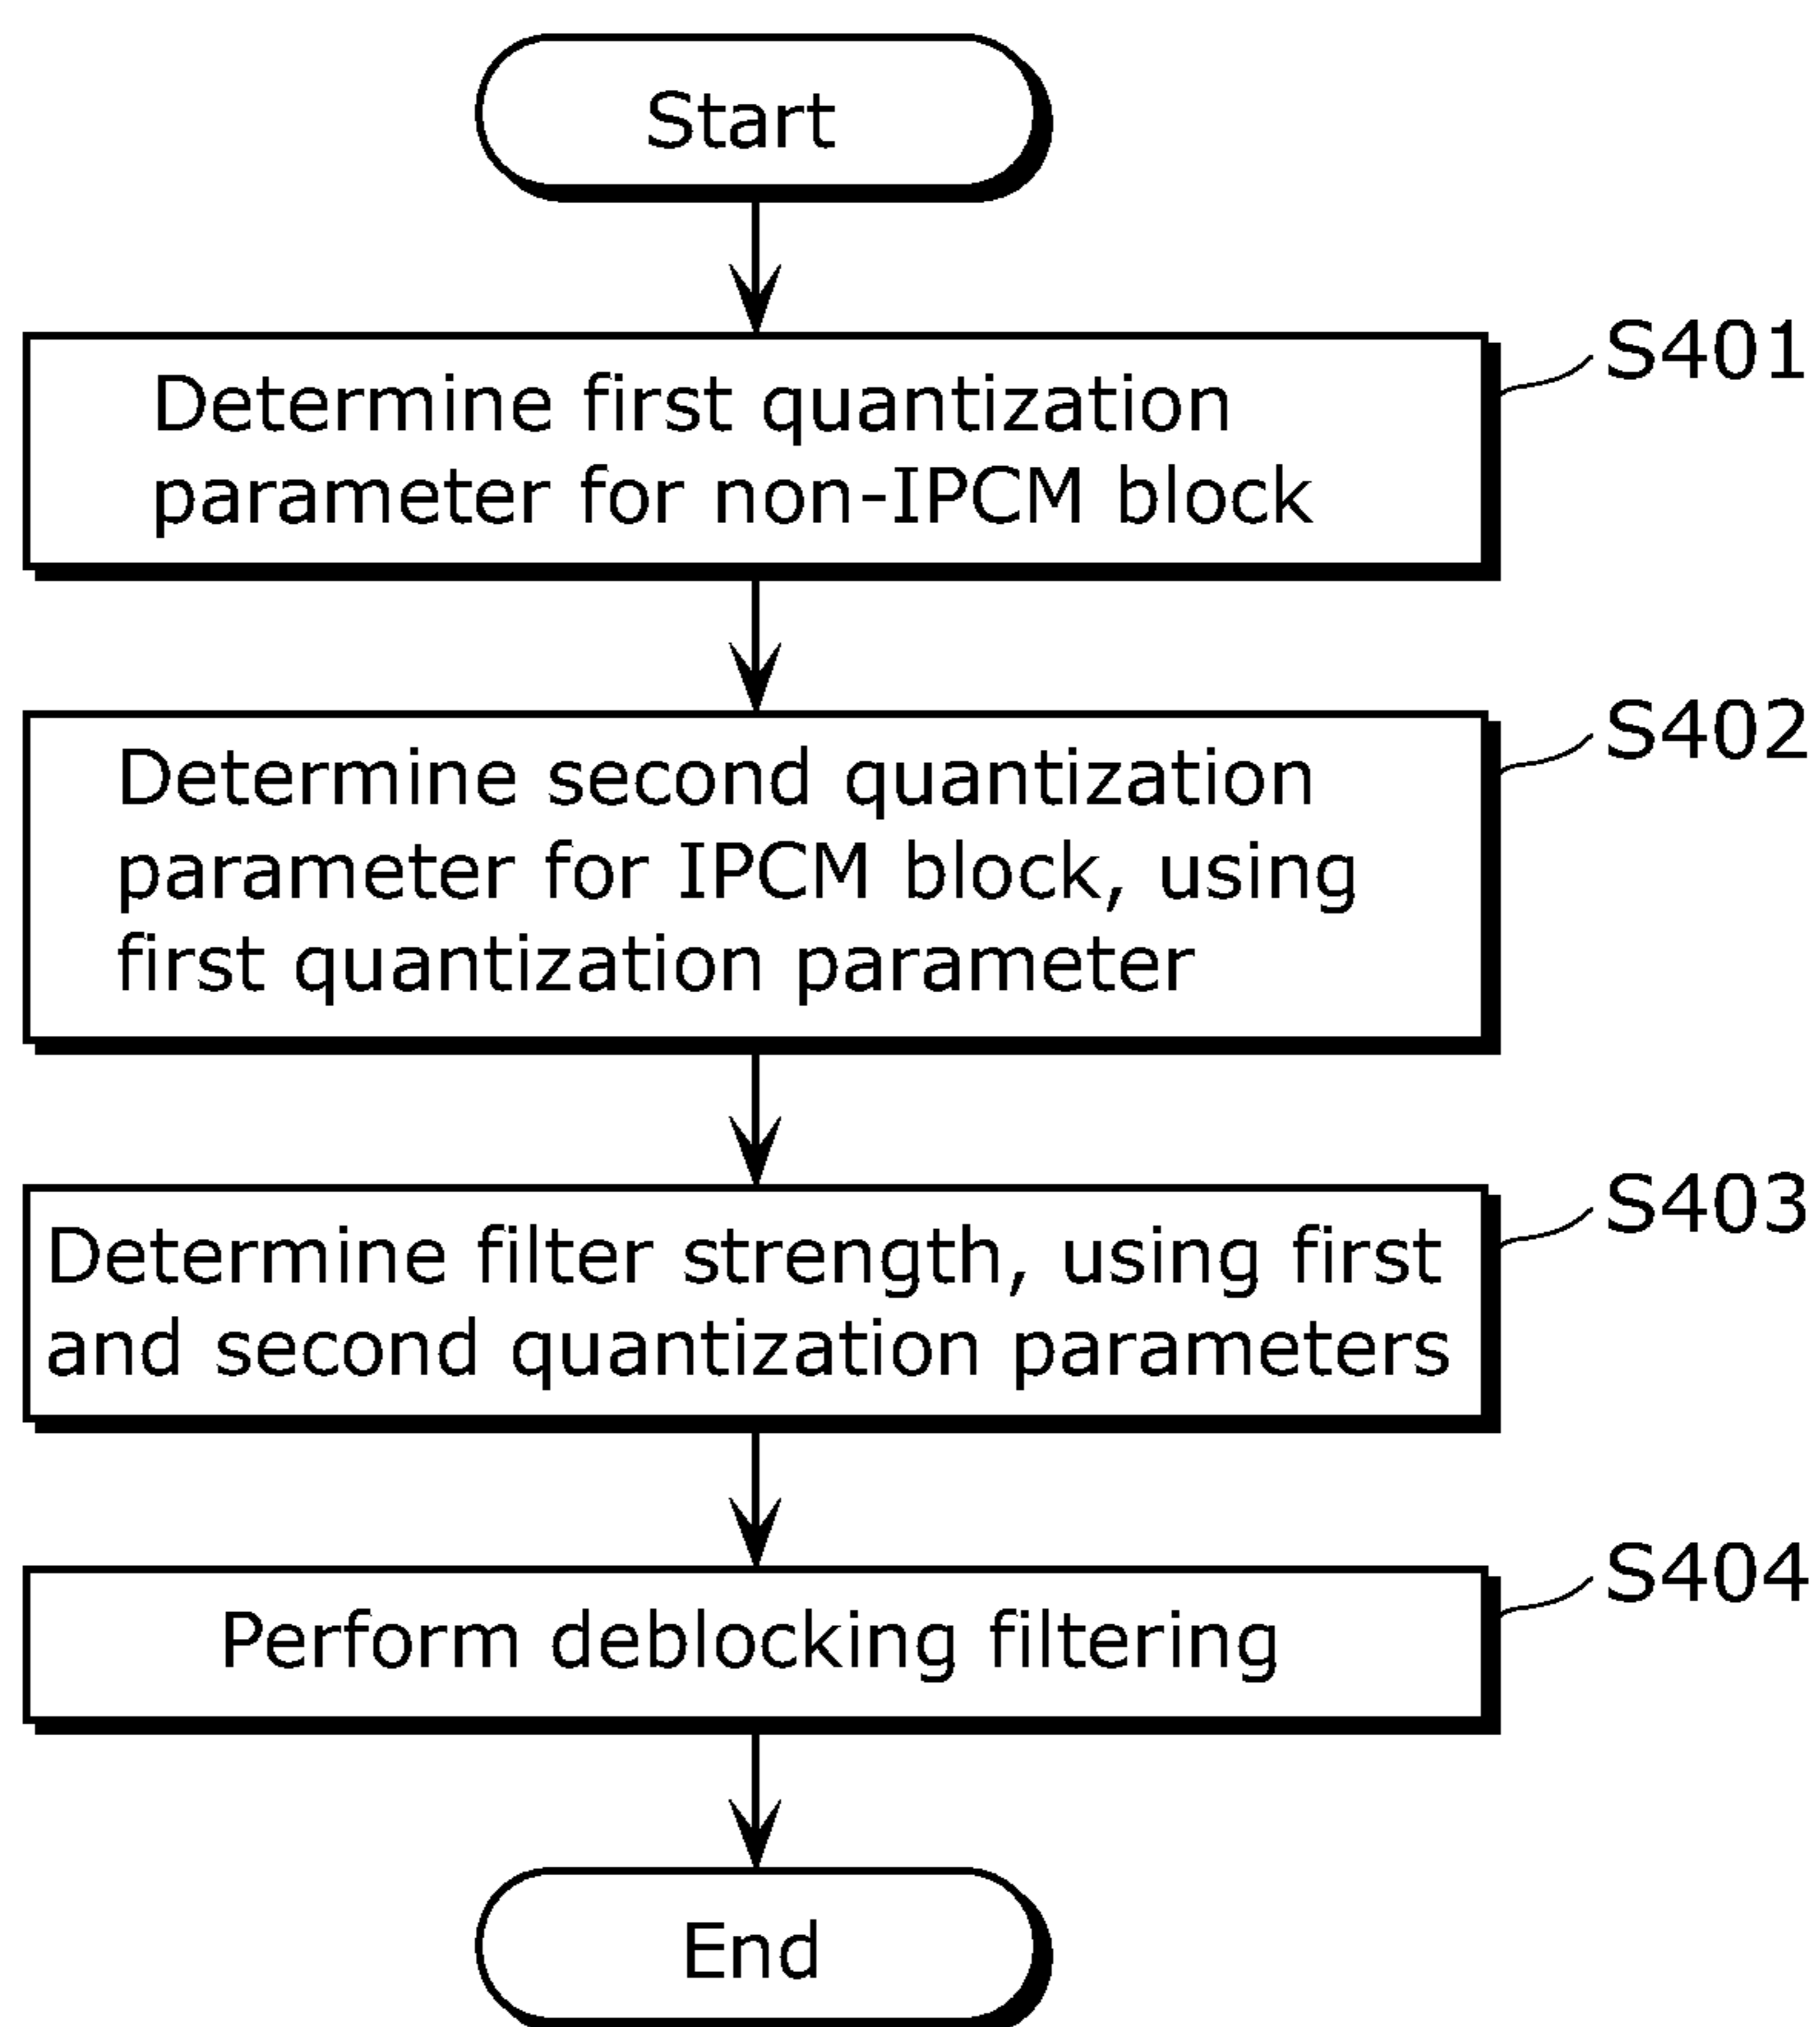 Start
S401
Determine first quantization
parameter for non-IPCM block
S402
Determine second quantization
parameter for IPCM block, using
first quantization parameter
S403
Determine filter strength, using first
and second quantization parameters
S404
Perform deblocking filtering
End